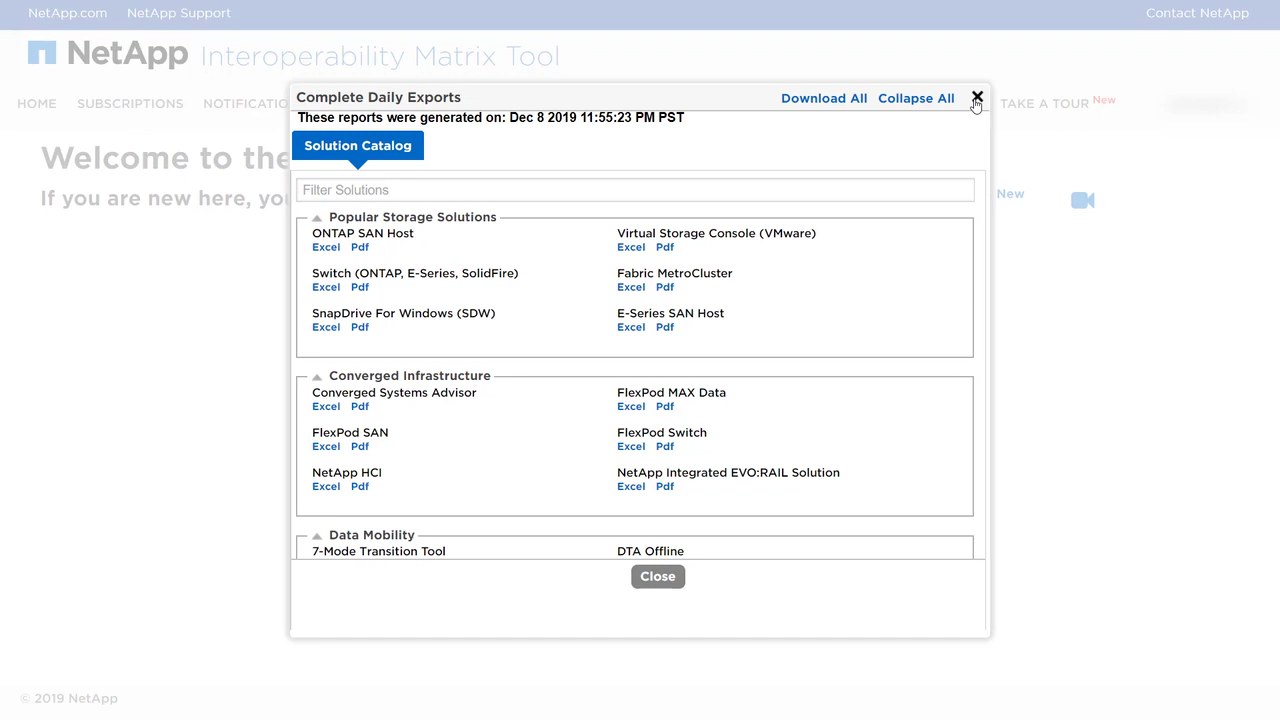 NetApp.com NetApp Support Contact NetApp
NetApp Interoperability Matrix Tool
HOME SUBSCRIPTIONS TAKE A TOUR New
Complete Daily Exports Download All Collapse All
These reports were generated on: Dec 8 2019 11:55:23 PM PST
Solution Catalog
Welcome to the
If you are new here, New
Filter Solutions
Popular Storage Solutions
ONTAP SAN Host Virtual Storage Console (VMware)
Excel Pdf Excel Pdf
Switch (ONTAP, E-Series, SolidFire) Fabric MetroCluster
Excel Pdf Excel Pdf
SnapDrive For Windows (SDW) E-Series SAN Host
Excel Pdf Excel Pdf
Converged Infrastructure
Converged Systems Advisor FlexPod MAX Data
Excel Pdf Excel Pdf
FlexPod SAN FlexPod Switch
Excel Pdf Excel Pdf
NetApp HCI NetApp Integrated EVO:RAIL Solution
Excel Pdf Excel Pdf
Data Mobility
7-Mode Transition Tool DTA Offline
Close
© 2019 NetApp